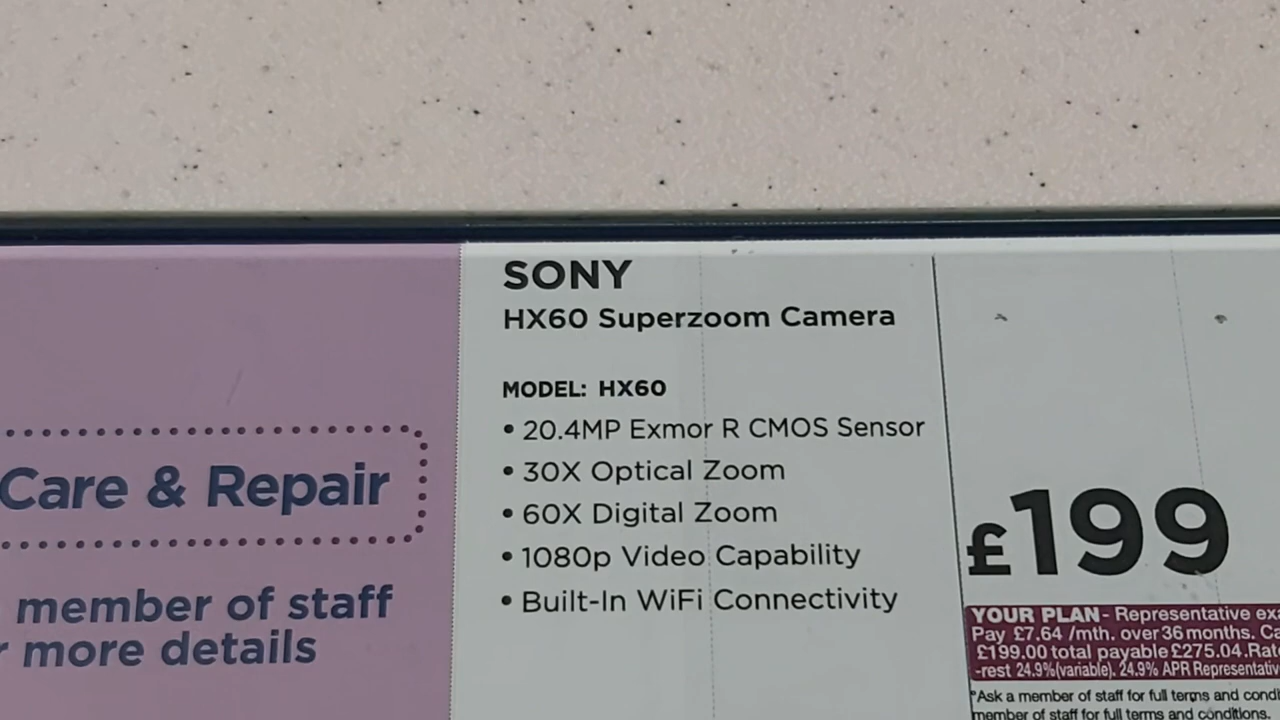 SONY
HX60 Superzoom Camera
MODEL: HX60
• 20.4MP Exmor R CMOS Sensor
• 30X Optical Zoom
• 60X Digital Zoom
• 1080p Video Capability
• Built-In WiFi Connectivity
Care & Repair
member of staff
more details
£199
YOUR PLAN - Representative
Pay £7.64 /mth. over 36 months.
£199.00 total payable £275.04.
-rest 24.9%(variable). 24.9% APR
*Ask a member of staff for full terms and
member of staff for full terms and conditions.